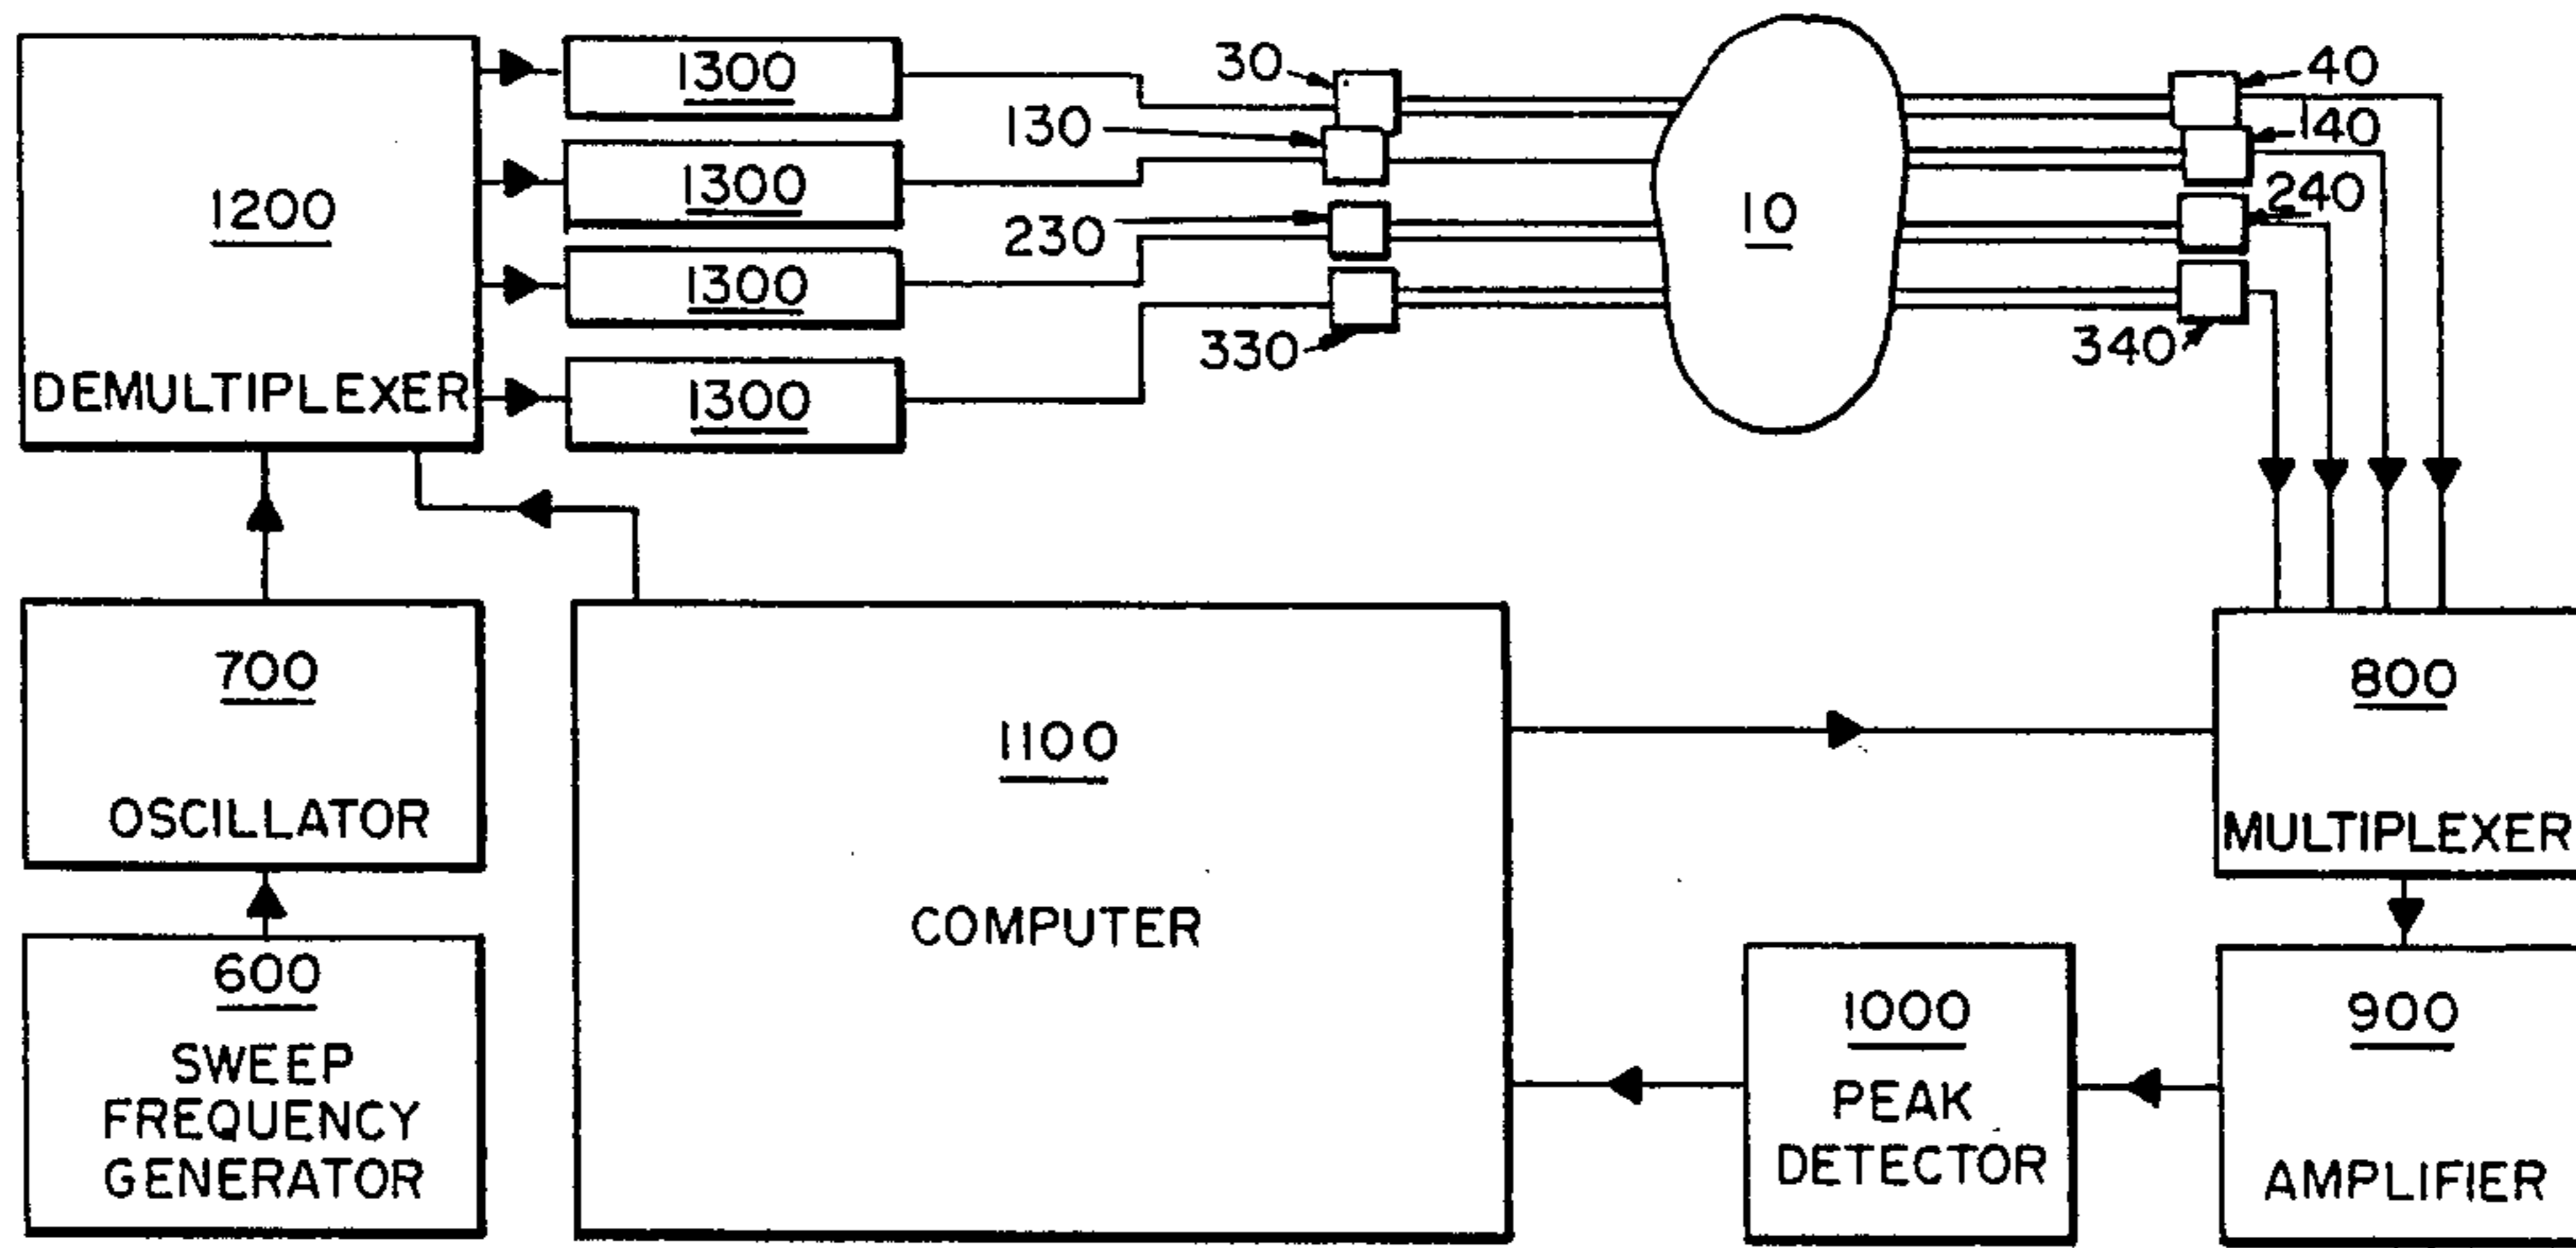 1300
30
40
130
140
1300
1200
10
240
230
1300
330
340
DEMULTIPLEXER
1300
700
OSCILLATOR
1100
COMPUTER
800
MULTIPLEXER
600
SWEEP
FREQUENCY
GENERATOR
1000
PEAK
DETECTOR
900
AMPLIFIER